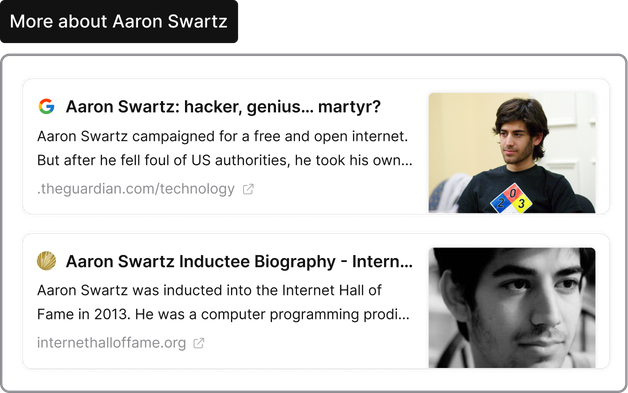 More about Aaron Swartz
Aaron Swartz: hacker, genius... martyr?
Aaron Swartz campaigned for a free and open internet.
But after he fell foul of US authorities, he took his own...
.theguardian.com/technology
2 0 3
Aaron Swartz Inductee Biography - Intern...
Aaron Swartz was inducted into the Internet Hall of
Fame in 2013. He was a computer programming prodi...
internethalloffame.org